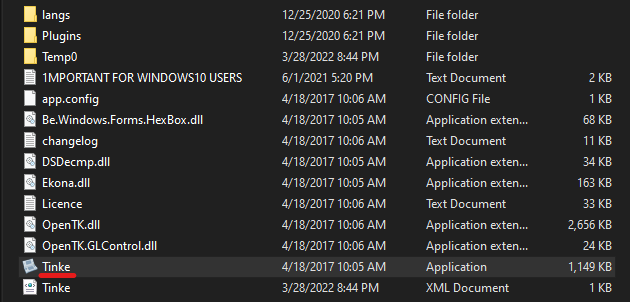 langs 12/25/2020 6:21 PM File folder
Plugins 12/25/2020 6:21 PM File folder
Temp0 3/28/2022 8:44 PM File folder
1MPORTANT FOR WINDOWS10 USERS 6/1/2021 5:20 PM Text Document 2 KB
app.config 4/18/2017 10:06 AM CONFIG File 1 KB
Be.Windows.Forms.HexBox.dll 4/18/2017 10:06 AM Application exten... 68 KB
changelog 4/18/2017 10:06 AM Text Document 11 KB
DSDecmp.dll 4/18/2017 10:06 AM Application exten... 34 KB
Ekona.dll 4/18/2017 10:05 AM Application exten... 163 KB
Licence 4/18/2017 10:06 AM Text Document 33 KB
OpenTK.dll 4/18/2017 10:06 AM Application exten... 2,656 KB
OpenTK.GLControl.dll 4/18/2017 10:06 AM Application exten... 24 KB
Tinke 4/18/2017 10:05 AM Application 1,149 KB
Tinke 3/28/2022 8:44 PM XML Document 1 KB